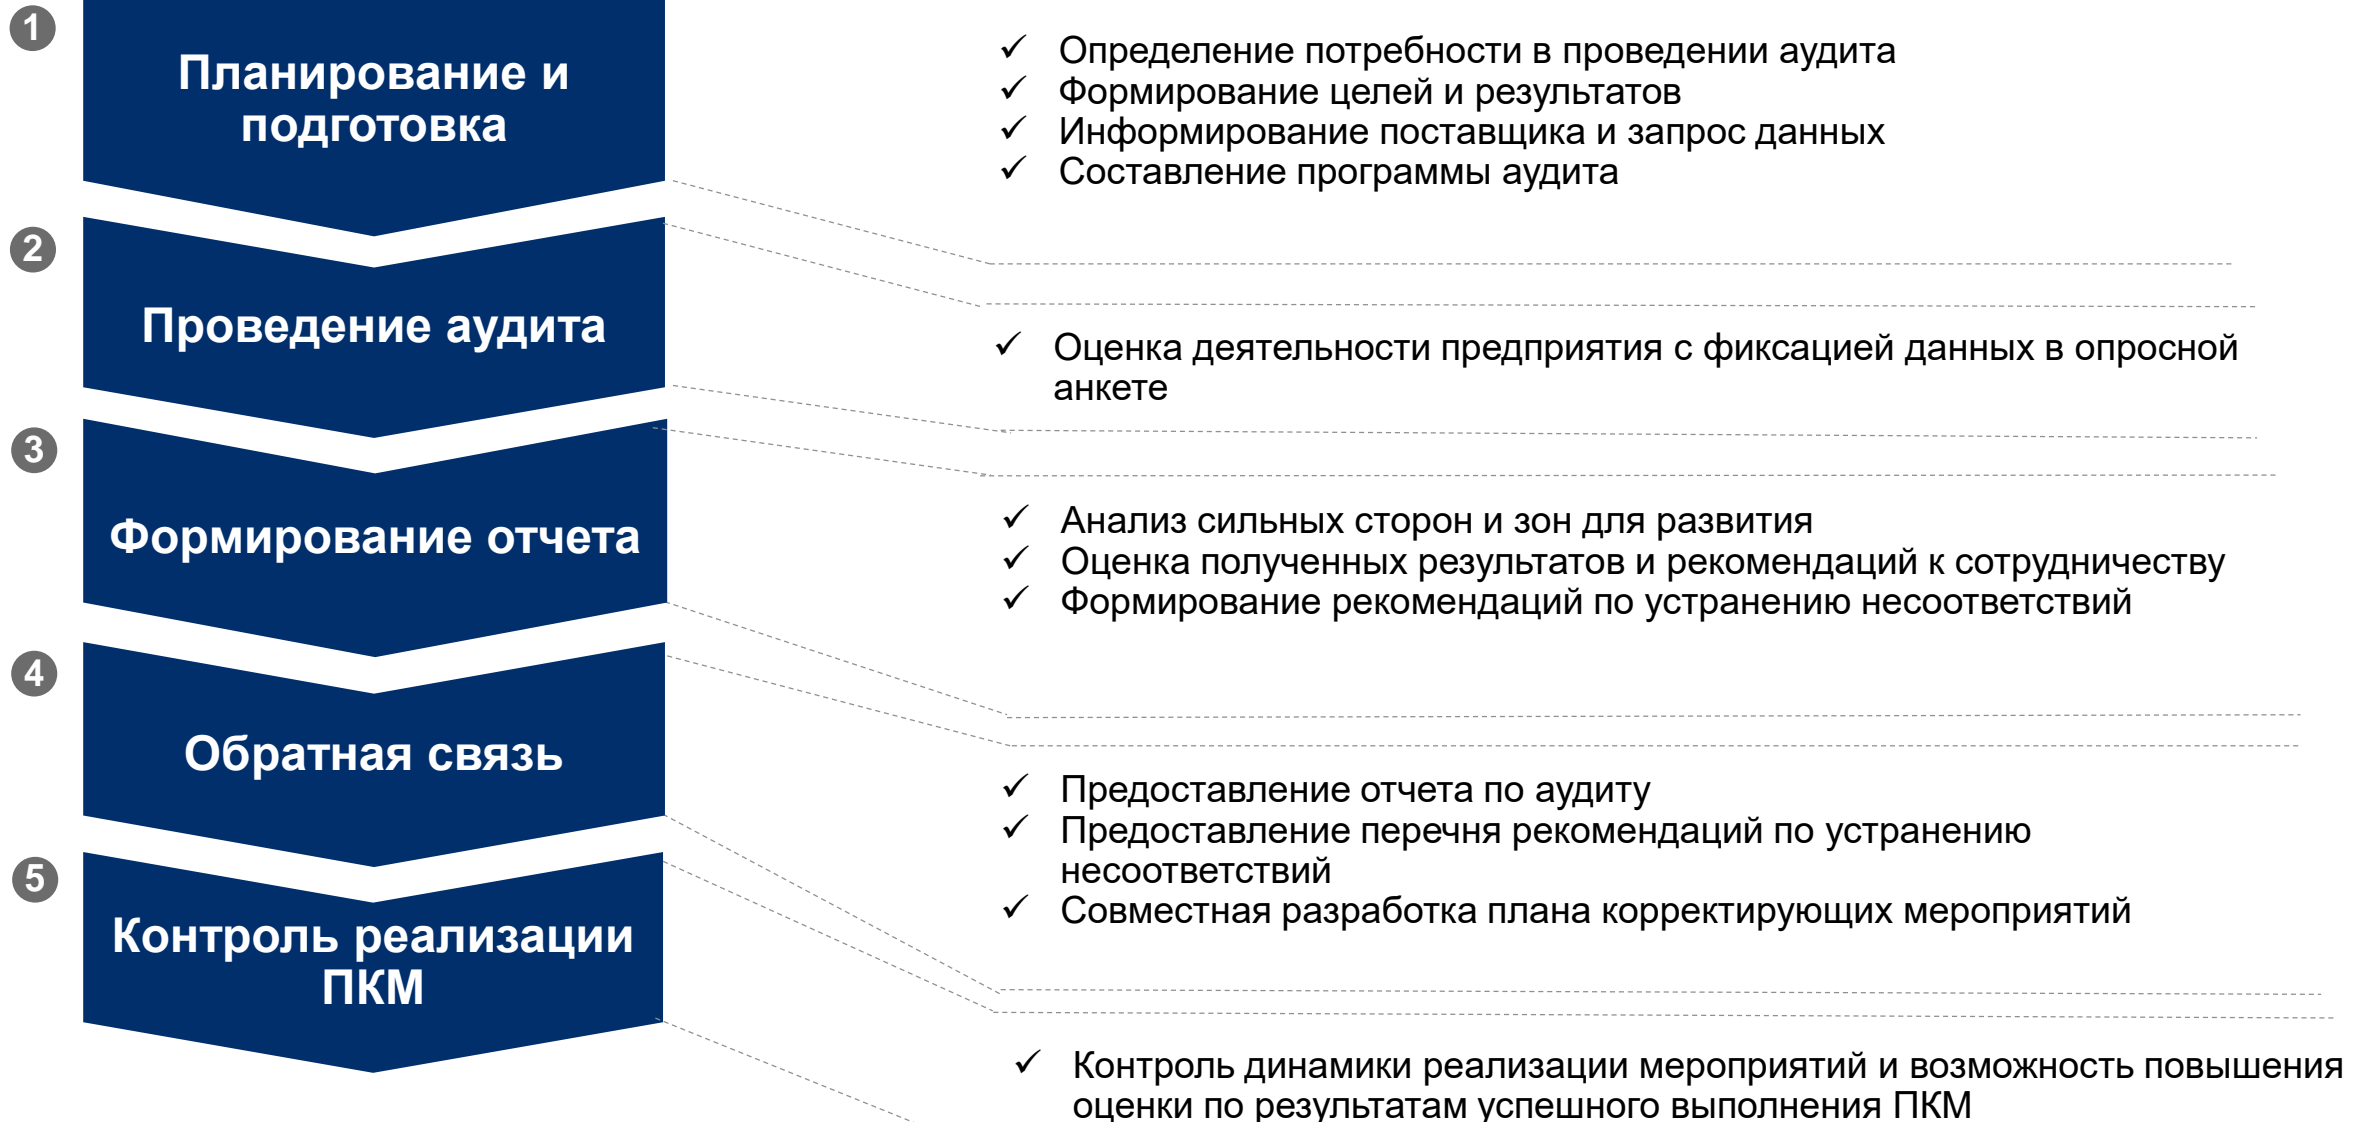 1
Планирование и
подготовка
✓ Определение потребности в проведении аудита
✓ Формирование целей и результатов
✓ Информирование поставщика и запрос данных
✓ Составление программы аудита
2
Проведение аудита
✓ Оценка деятельности предприятия с фиксацией данных в опросной
анкете
3
Формирование отчета
✓ Анализ сильных сторон и зон для развития
✓ Оценка полученных результатов и рекомендаций к сотрудничеству
✓ Формирование рекомендаций по устранению несоответствий
4
Обратная связь
✓ Предоставление отчета по аудиту
✓ Предоставление перечня рекомендаций по устранению
несоответствий
✓ Совместная разработка плана корректирующих мероприятий
5
Контроль реализации
ПКМ
✓ Контроль динамики реализации мероприятий и возможность повышения
оценки по результатам успешного выполнения ПКМ